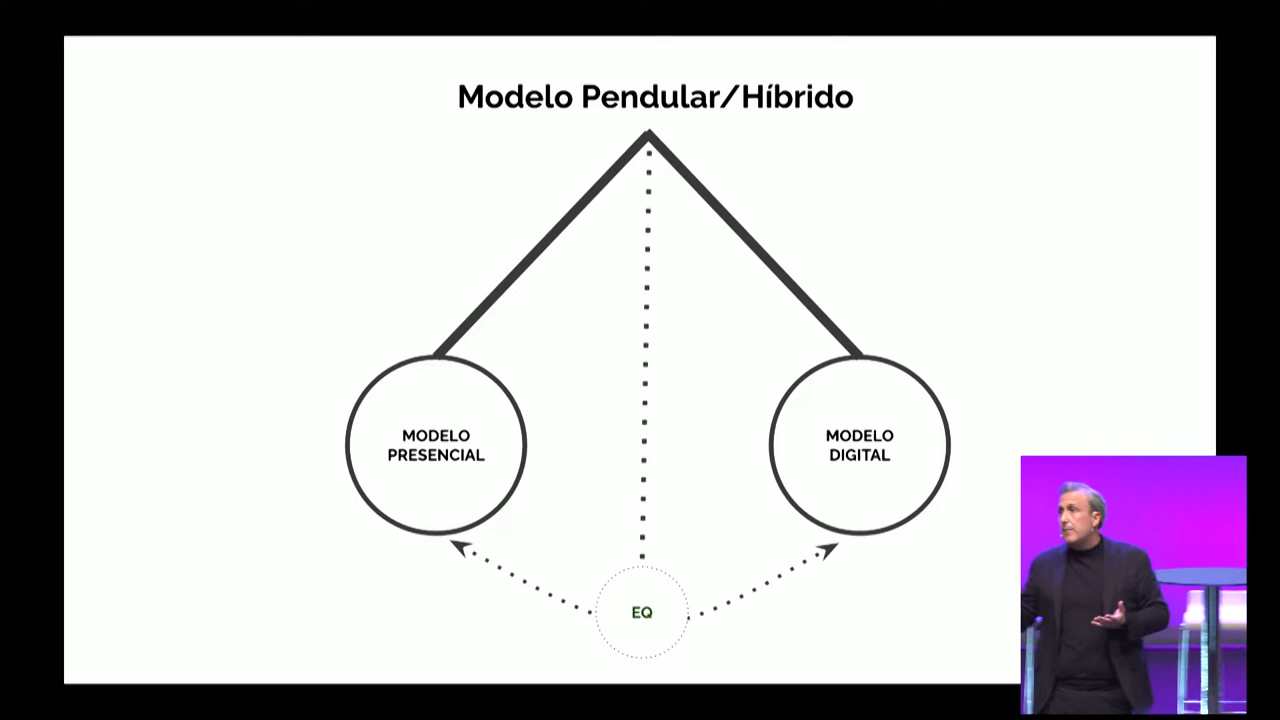 Modelo Pendular/Híbrido
MODELO
PRESENCIAL
MODELO
DIGITAL
EQ